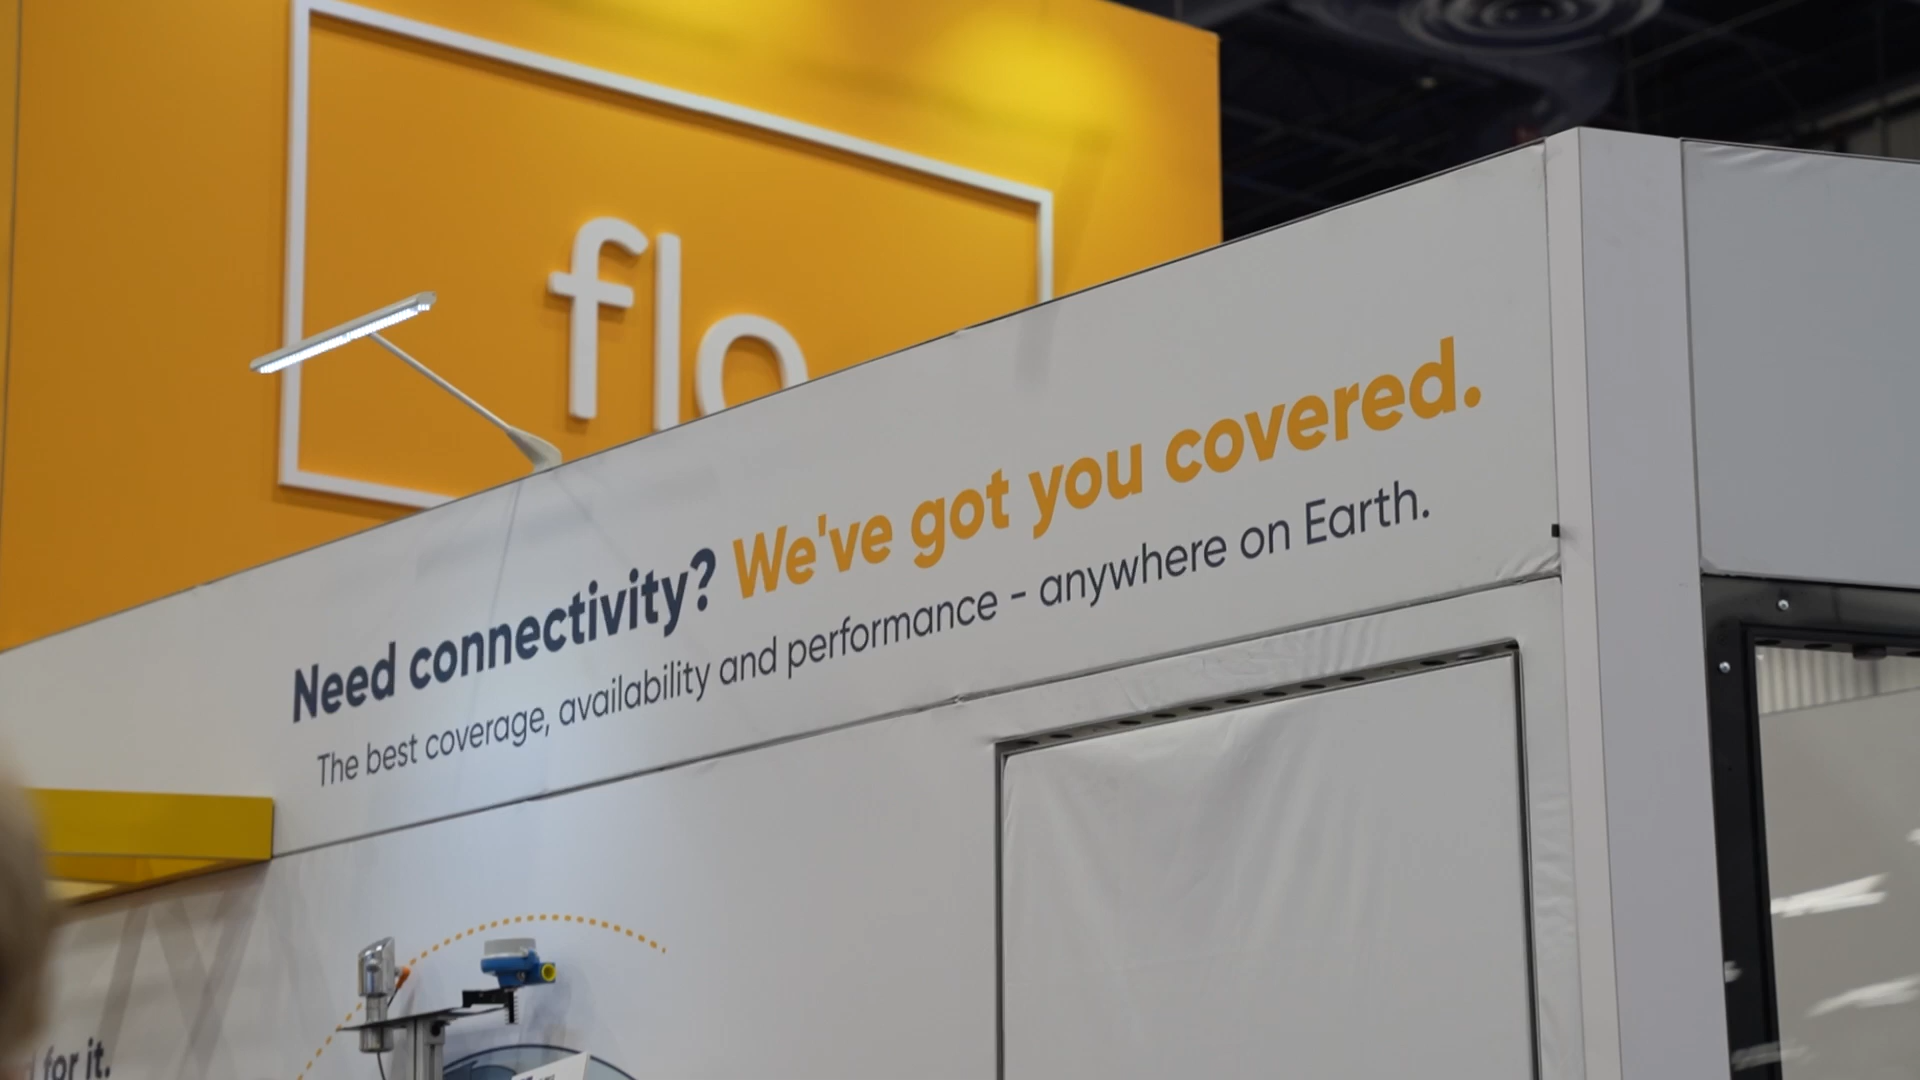 flo
Need connectivity? We've got you covered.
The best coverage, availability and performance - anywhere on Earth.
for it.